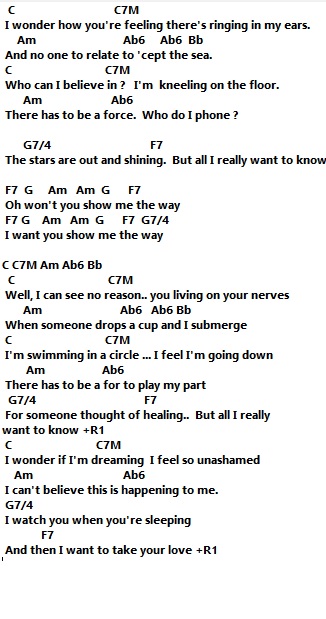 C C7M
I wonder how you're feeling there's ringing in my ears.
Am Ab6 Ab6 Bb
And no one to relate to 'cept the sea.
C C7M
Who can I believe in ? I'm kneeling on the floor.
Am Ab6
There has to be a force. Who do I phone ?
G7/4 F7
The stars are out and shining. But all I really want to know
F7 G Am Am G F7
Oh won't you show me the way
F7 G Am Am G F7 G7/4
I want you show me the way
C C7M Am Ab6 Bb
C C7M
Well, I can see no reason.. you living on your nerves
Am Ab6 Ab6 Bb
When someone drops a cup and I submerge
C C7M
I'm swimming in a circle ... I feel I'm going down
Am Ab6
There has to be a for to play my part
G7/4 F7
For someone thought of healing.. But all I really
want to know +R1
C C7M
I wonder if I'm dreaming I feel so unashamed
Am Ab6
I can't believe this is happening to me.
G7/4
I watch you when you're sleeping
F7
And then I want to take your love +R1